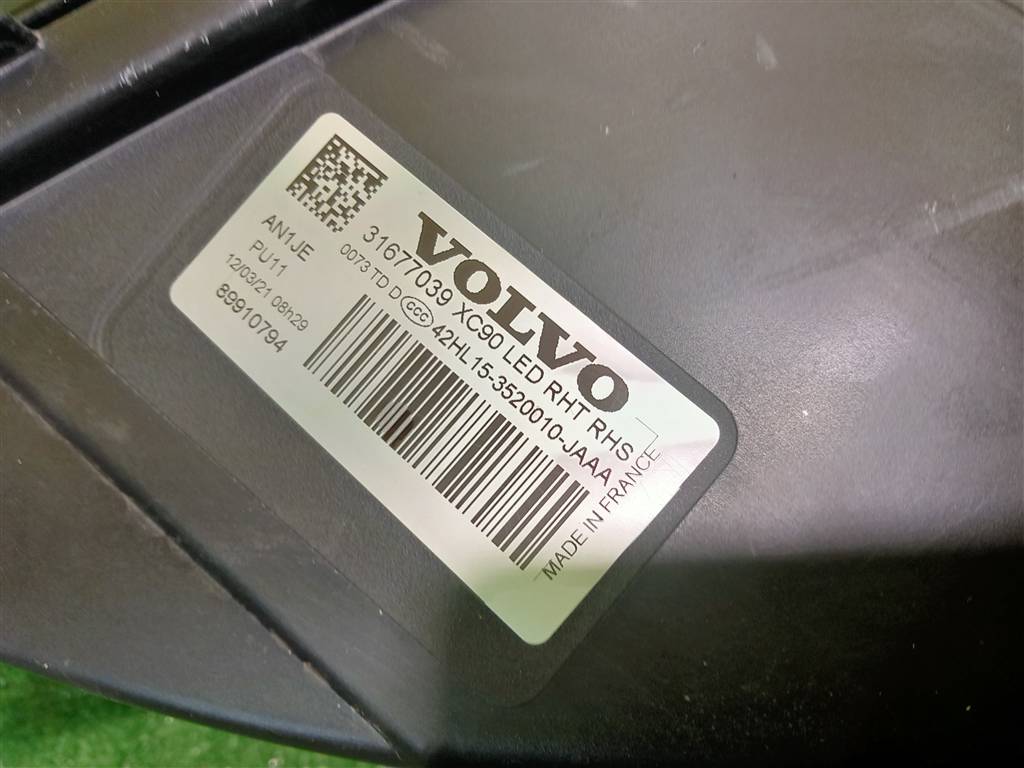 VOLVO
31677039 XC90 LED RHT RHS
0073 TD D CCC 42HL15-3520010-JAAA
AN1JE
PU11
12/03/21 08h29
89910794
MADE IN FRANCE